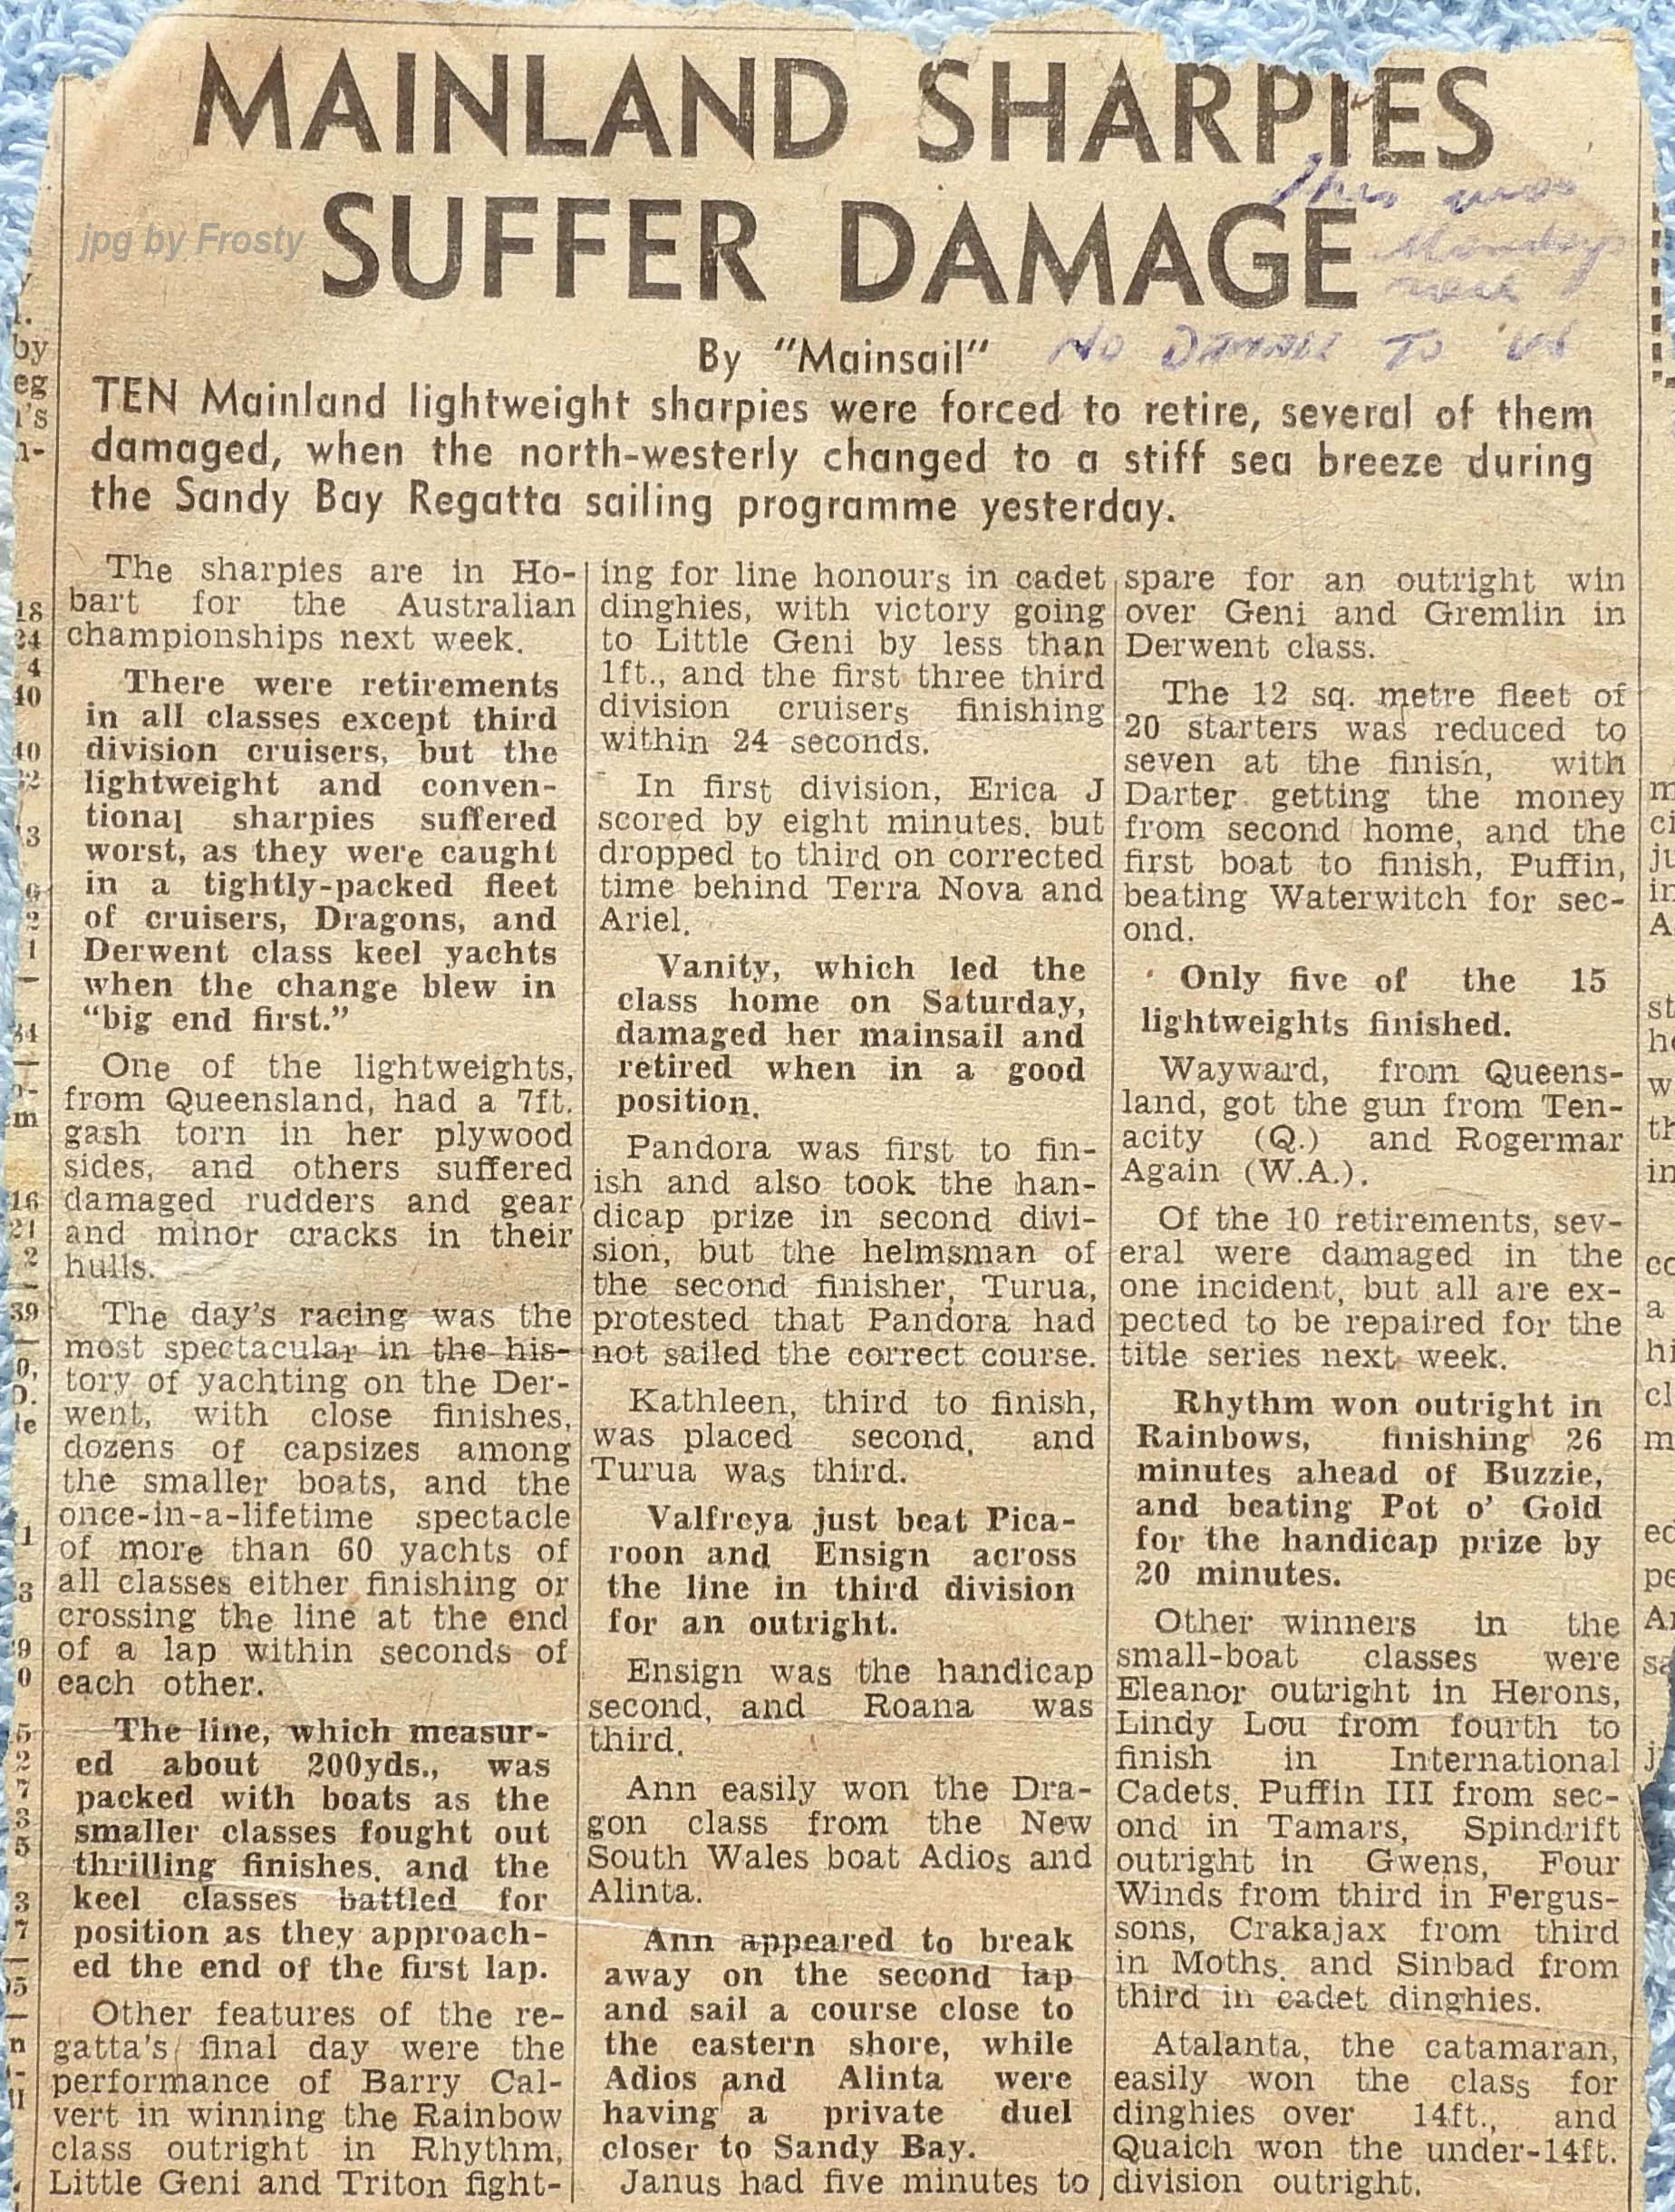 MAINLAND SHARPIES
SUFFER DAMAGE
jpg by Frosty
This was
Mondays
race
No DAMAGE TO 'US
By "Mainsail"
TEN Mainland lightweight sharpies were forced to retire, several of them
damaged, when the north-westerly changed to a stiff sea breeze during
the Sandy Bay Regatta sailing programme yesterday.
The sharpies are in Ho-
bart for the Australian
championships next week.
There were retirements
in all classes except third
division cruisers, but the
lightweight and conven-
tional sharpies suffered
worst, as they were caught
in a tightly-packed fleet
of cruisers, Dragons, and
Derwent class keel yachts
when the change blew in
"big end first."
One of the lightweights,
from Queensland, had a 7ft.
gash torn in her plywood
sides, and others suffered
damaged rudders and gear
and minor cracks in their
hulls.
The day's racing was the
most spectacular in the his-
tory of yachting on the Der-
went, with close finishes,
dozens of capsizes among
the smaller boats, and the
once-in-a-lifetime spectacle
of more than 60 yachts of
all classes either finishing or
crossing the line at the end
of a lap within seconds of
each other.
The line, which measur-
ed about 200yds., was
packed with boats as the
smaller classes fought out
thrilling finishes, and the
keel classes battled for
position as they approach-
ed the end of the first lap.
Other features of the re-
gatta's final day were the
performance of Barry Cal-
vert in winning the Rainbow
class outright in Rhythm,
Little Geni and Triton fight-
ing for line honours in cadet
dinghies, with victory going
to Little Geni by less than
1ft., and the first three third
division cruisers finishing
within 24 seconds.
In first division, Erica J
scored by eight minutes, but
dropped to third on corrected
time behind Terra Nova and
Ariel.
Vanity, which led the
class home on Saturday,
damaged her mainsail and
retired when in a good
position.
Pandora was first to fin-
ish and also took the han-
dicap prize in second divi-
sion, but the helmsman of
the second finisher, Turua,
protested that Pandora had
not sailed the correct course.
Kathleen, third to finish,
was placed second, and
Turua was third.
Valfreya just beat Pica-
roon and Ensign across
the line in third division
for an outright.
Ensign was the handicap
second, and Roana was
third.
Ann easily won the Dra-
gon class from the New
South Wales boat Adios and
Alinta.
Ann appeared to break
away on the second lap
and sail a course close to
the eastern shore, while
Adios and Alinta were
having a private duel
closer to Sandy Bay.
Janus had five minutes to
spare for an outright win
over Geni and Gremlin in
Derwent class.
The 12 sq. metre fleet of
20 starters was reduced to
seven at the finish, with
Darter getting the money
from second home, and the
first boat to finish, Puffin,
beating Waterwitch for sec-
ond.
Only five of the 15
lightweights finished.
Wayward, from Queens-
land, got the gun from Ten-
acity (Q.) and Rogermar
Again (W.A.).
Of the 10 retirements, sev-
eral were damaged in the
one incident, but all are ex-
pected to be repaired for the
title series next week.
Rhythm won outright in
Rainbows, finishing 26
minutes ahead of Buzzie,
and beating Pot o' Gold
for the handicap prize by
20 minutes.
Other winners in the
small-boat classes were
Eleanor outright in Herons,
Lindy Lou from fourth to
finish in International
Cadets, Puffin III from sec-
ond in Tamars, Spindrift
outright in Gwens, Four
Winds from third in Fergus-
sons, Crakajax from third
in Moths, and Sinbad from
third in cadet dinghies.
Atalanta, the catamaran,
easily won the class for
dinghies over 14ft., and
Quaich won the under-14ft.
division outright.